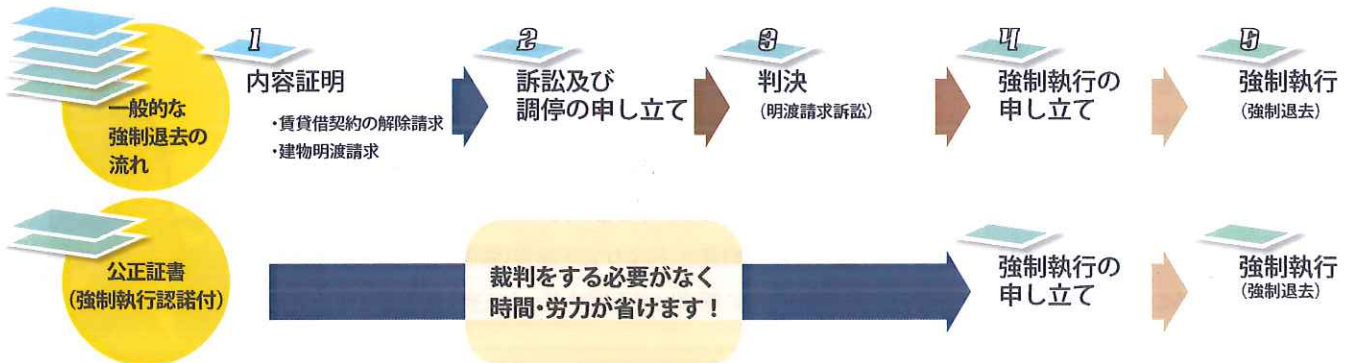 一般的な
強制退去の
流れ
1
内容証明
・賃貸借契約の解除請求
・建物明渡請求
2
訴訟及び
調停の申し立て
3
判決
(明渡請求訴訟)
4
強制執行の
申し立て
5
強制執行
(強制退去)
公正証書
(強制執行認諾付)
裁判をする必要がなく
時間・労力が省けます！
強制執行の
申し立て
強制執行
(強制退去)